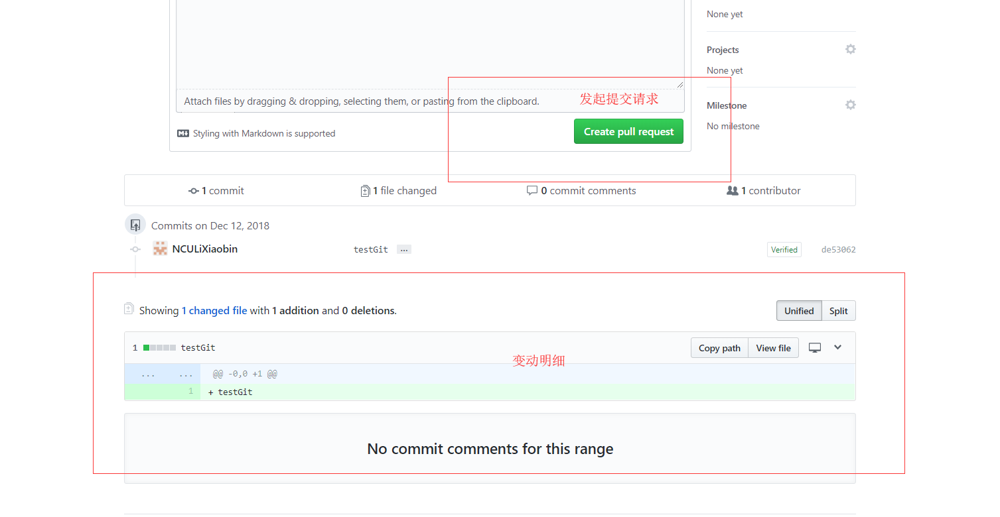 None yet
Projects
None yet
Attach files by dragging & dropping, selecting them, or pasting from the clipboard.
发起提交请求
Milestone
No milestone
Styling with Markdown is supported
Create pull request
1 commit
1 file changed
0 commit comments
1 contributor
Commits on Dec 12, 2018
NCULiXiaobin
testGit
...
Verified
de53062
Showing 1 changed file with 1 addition and 0 deletions.
Unified
Split
1 testGit
Copy path
View file
变动明细
... ... @@ -0,0 +1 @@
1 + testGit
No commit comments for this range